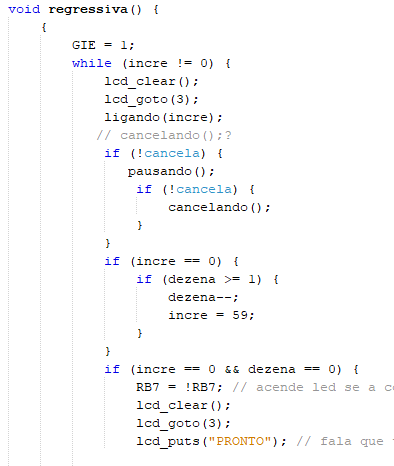 void regressiva() {
{
GIE = 1;
while (incre != 0) {
lcd_clear();
lcd_goto(3);
ligando(incre);
// cancelando();?
if (!cancela) {
pausando();
if (!cancela) {
cancelando();
}
}
if (incre == 0) {
if (dezena >= 1) {
dezena--;
incre = 59;
}
}
if (incre == 0 && dezena == 0) {
RB7 = !RB7; // acende led se a
lcd_clear();
lcd_goto(3);
lcd_puts("PRONTO"); // fala que